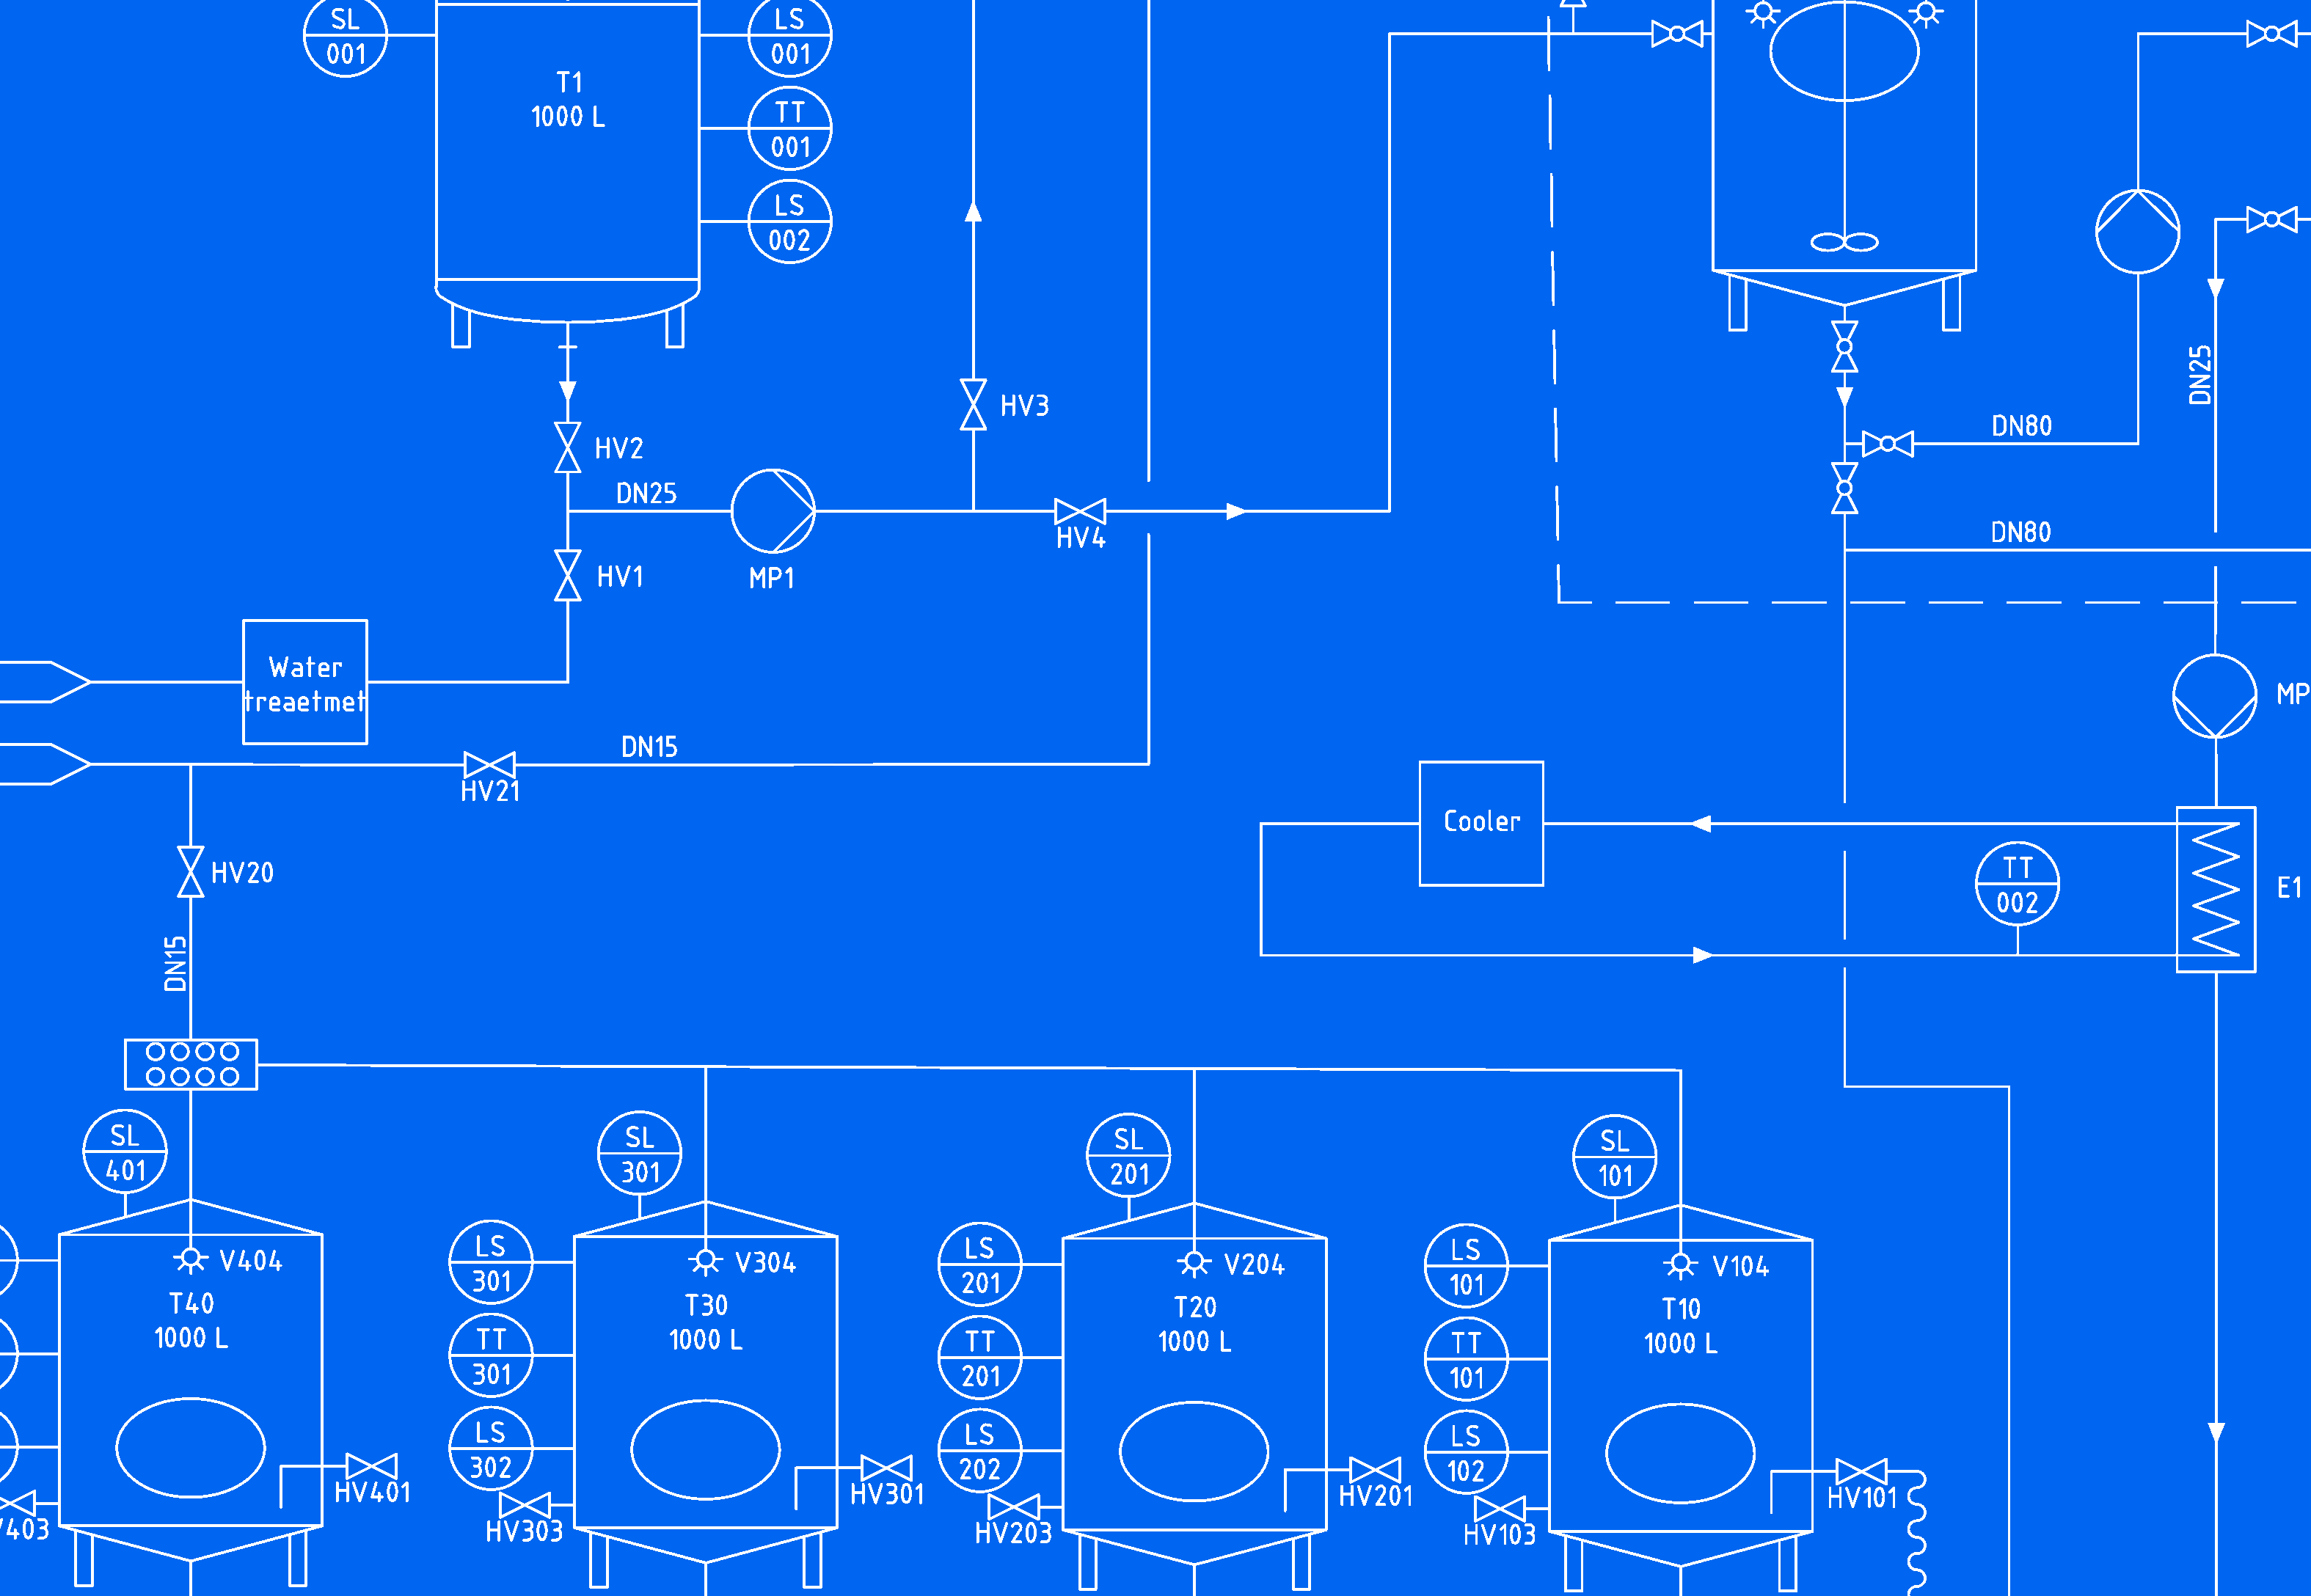 SL
001
LS
001
T1
1000 L
TT
001
LS
002
HV3
HV2
DN25
HV4
MP1
HV1
DN25
DN80
DN80
Water
treaetmet
MP
DN15
HV21
Cooler
HV20
TT
002
E1
DN15
SL
401
SL
301
SL
201
SL
101
V404
T40
1000 L
LS
301
V304
T30
1000 L
TT
301
LS
302
LS
201
V204
T20
1000 L
TT
201
LS
202
LS
101
V104
T10
1000 L
TT
101
LS
102
HV401
HV301
HV201
HV101
V403
HV303
HV203
HV103